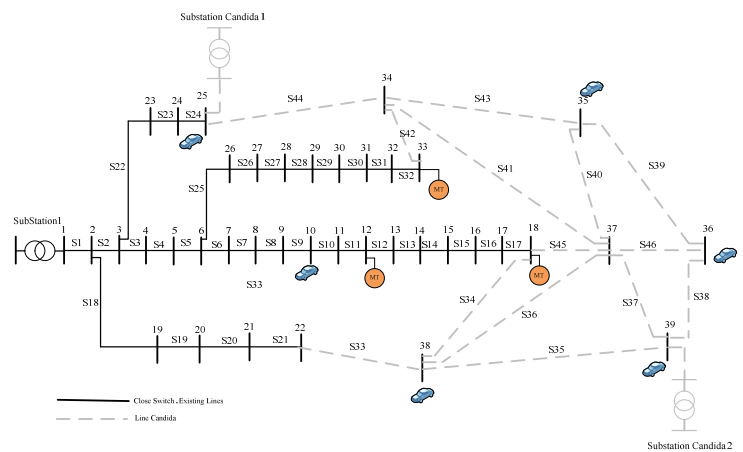 Substation Candida 1
34
35
25
24
23
S23
S24
S44
S43
S42
S22
33
26
27
28
29
30
31
32
S26
S27
S28
S29
S30
S31
S32
S25
MT
S41
S40
S39
SubStation1
1
2
3
4
5
6
7
8
9
10
11
12
13
14
15
16
17
18
37
36
S1
S2
S3
S4
S5
S6
S7
S8
S9
S10
S11
S12
S13
S14
S15
S16
S17
S45
S46
MT
MT
S33
S18
S34
S36
S37
S38
19
20
21
22
S19
S20
S21
S33
38
S35
39
Close Switch . Existing Lines
Line Candida
Substation Candida 2